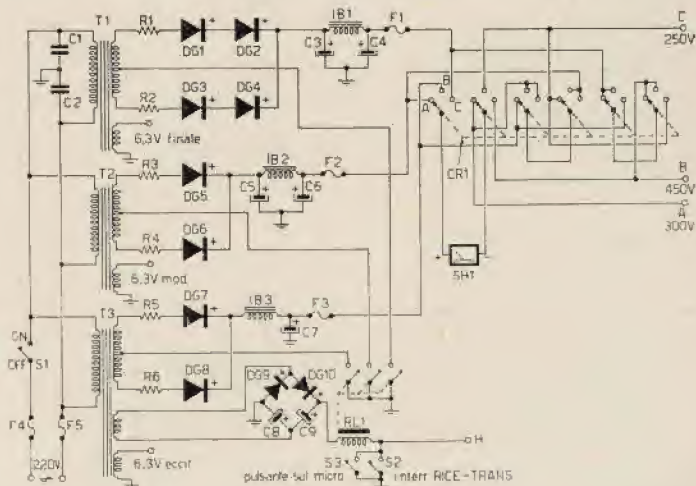 T1 R1 DG1 DG2 IB1 F1 C 250V
C1 C3 C4
C2 R2 DG3 DG4 B
A C
6,3V finale
T2 R3 DG5 IB2 F2 CR1
C5 C6 B 450V
DG6 A 300V
R4
6,3V mod. SH1
T3 R5 DG7 IB3 F3
C7
ON
OFF S1 R6 DG8 DG9 DG10
F4 F5 C8 C9 RL1 H
6,3V eccit S3 S2
220V pulsante sul micro interr RICE-TRANS